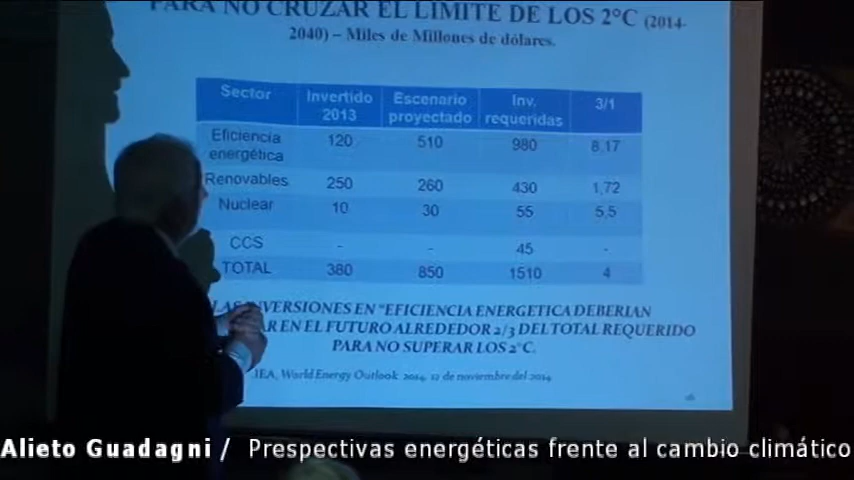 PARA NO CRUZAR EL LIMITE DE LOS 2°C (2014-
2040) – Miles de Millones de dólares.
Sector Invertido 2013 Escenario proyectado Inv. requeridas 3/1
Eficiencia energética 120 510 980 8.17
Renovables 250 260 430 1,72
Nuclear 10 30 55 5,5
CCS - - 45 -
TOTAL 380 850 1510 4
LAS INVERSIONES EN "EFICIENCIA ENERGETICA DEBERIAN
EN EL FUTURO ALREDEDOR 2/3 DEL TOTAL REQUERIDO
PARA NO SUPERAR LOS 2°C.
IEA, World Energy Outlook 2014, 12 de noviembre del 2014
Alieto Guadagni / Prespectivas energéticas frente al cambio climático